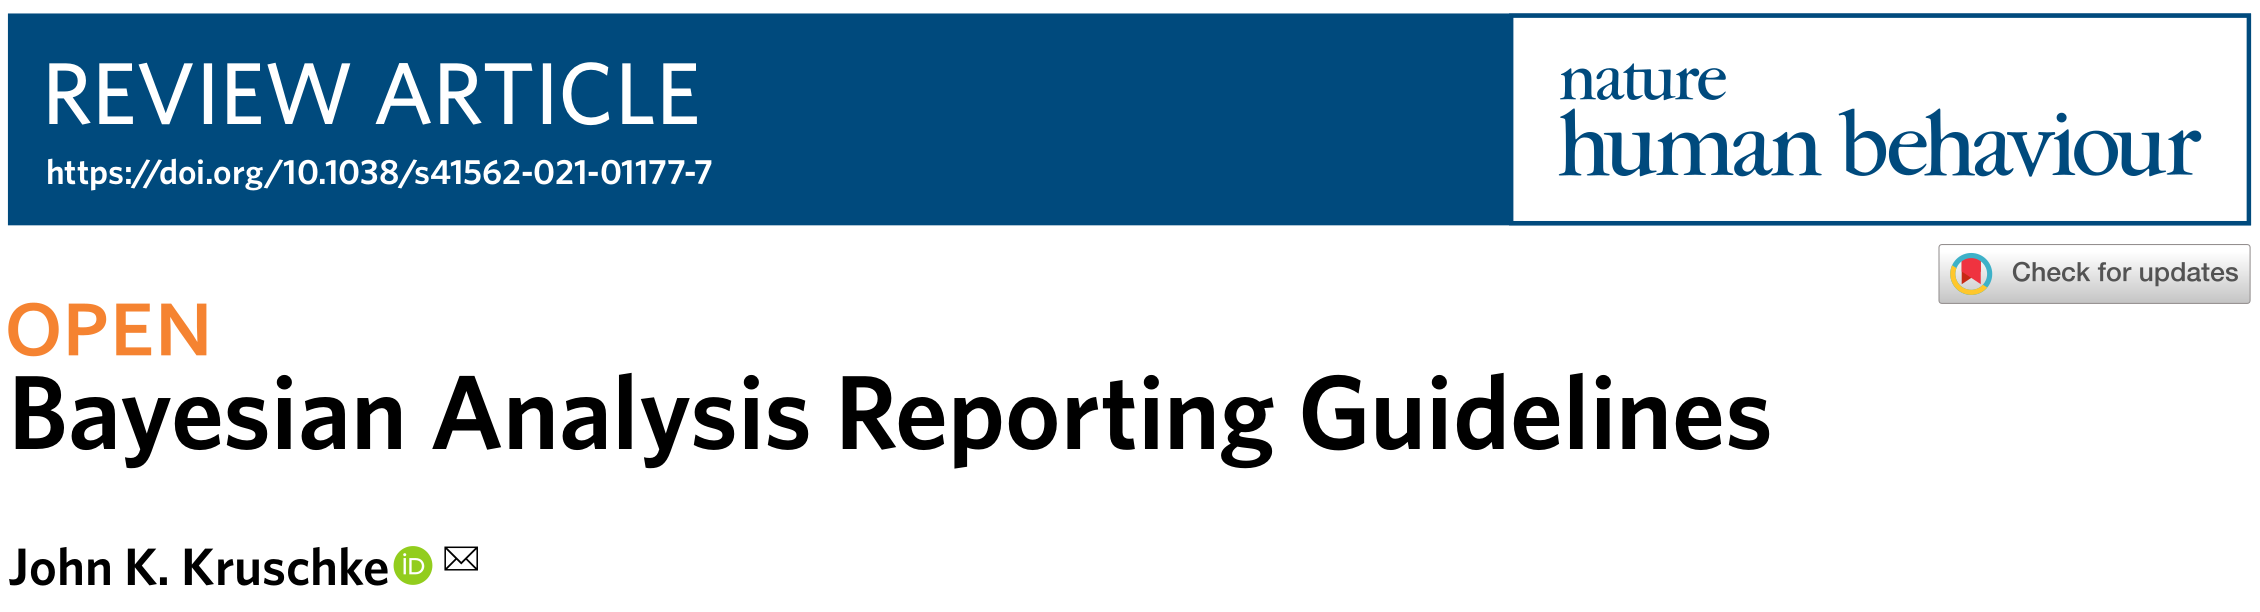 REVIEW ARTICLE
https://doi.org/10.1038/s41562-021-01177-7
nature
human behaviour
Check for updates
OPEN
Bayesian Analysis Reporting Guidelines
John K. Kruschke iD